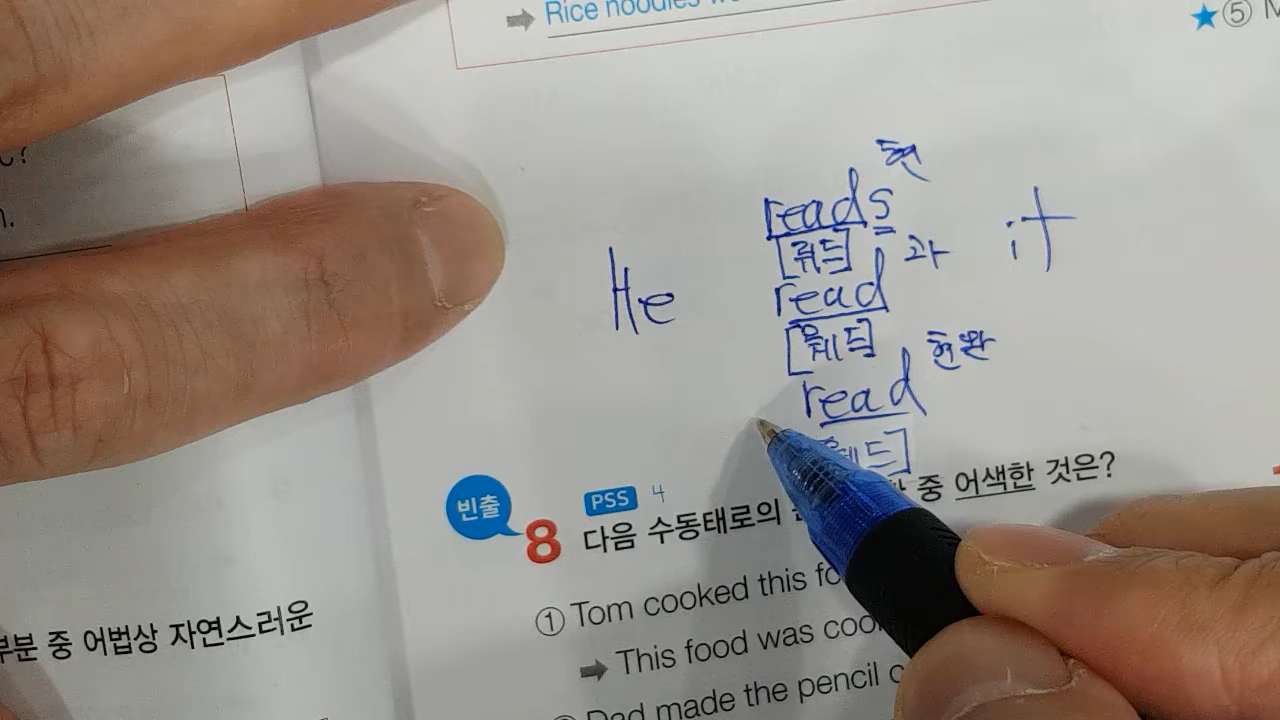 ➡ Rice noodles
★⑤
reads 현
[뤼드] 과
He
it
read
[뤠드] 현완
read
[뤠드]
빈출
8
PSS 4
다음 수동태로의 중 어색한 것은?
① Tom cooked this
➡ This food was
Dad made the pencil
부분 중 어법상 자연스러운